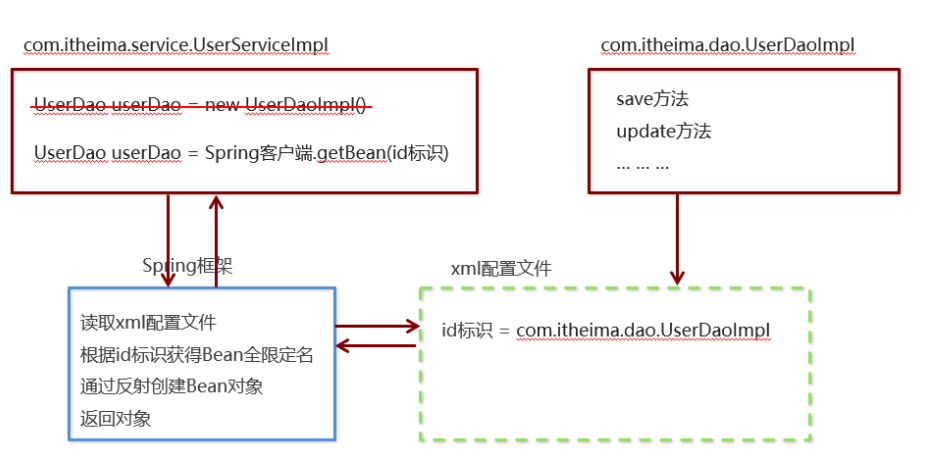 com.itheima.service.UserServiceImpl
UserDao userDao = new UserDaoImpl()
UserDao userDao = Spring客户端.getBean(id标识)
com.itheima.dao.UserDaoImpl
save方法
update方法
... ... ...
Spring框架
读取xml配置文件
根据id标识获得Bean全限定名
通过反射创建Bean对象
返回对象
xml配置文件
id标识 = com.itheima.dao.UserDaoImpl